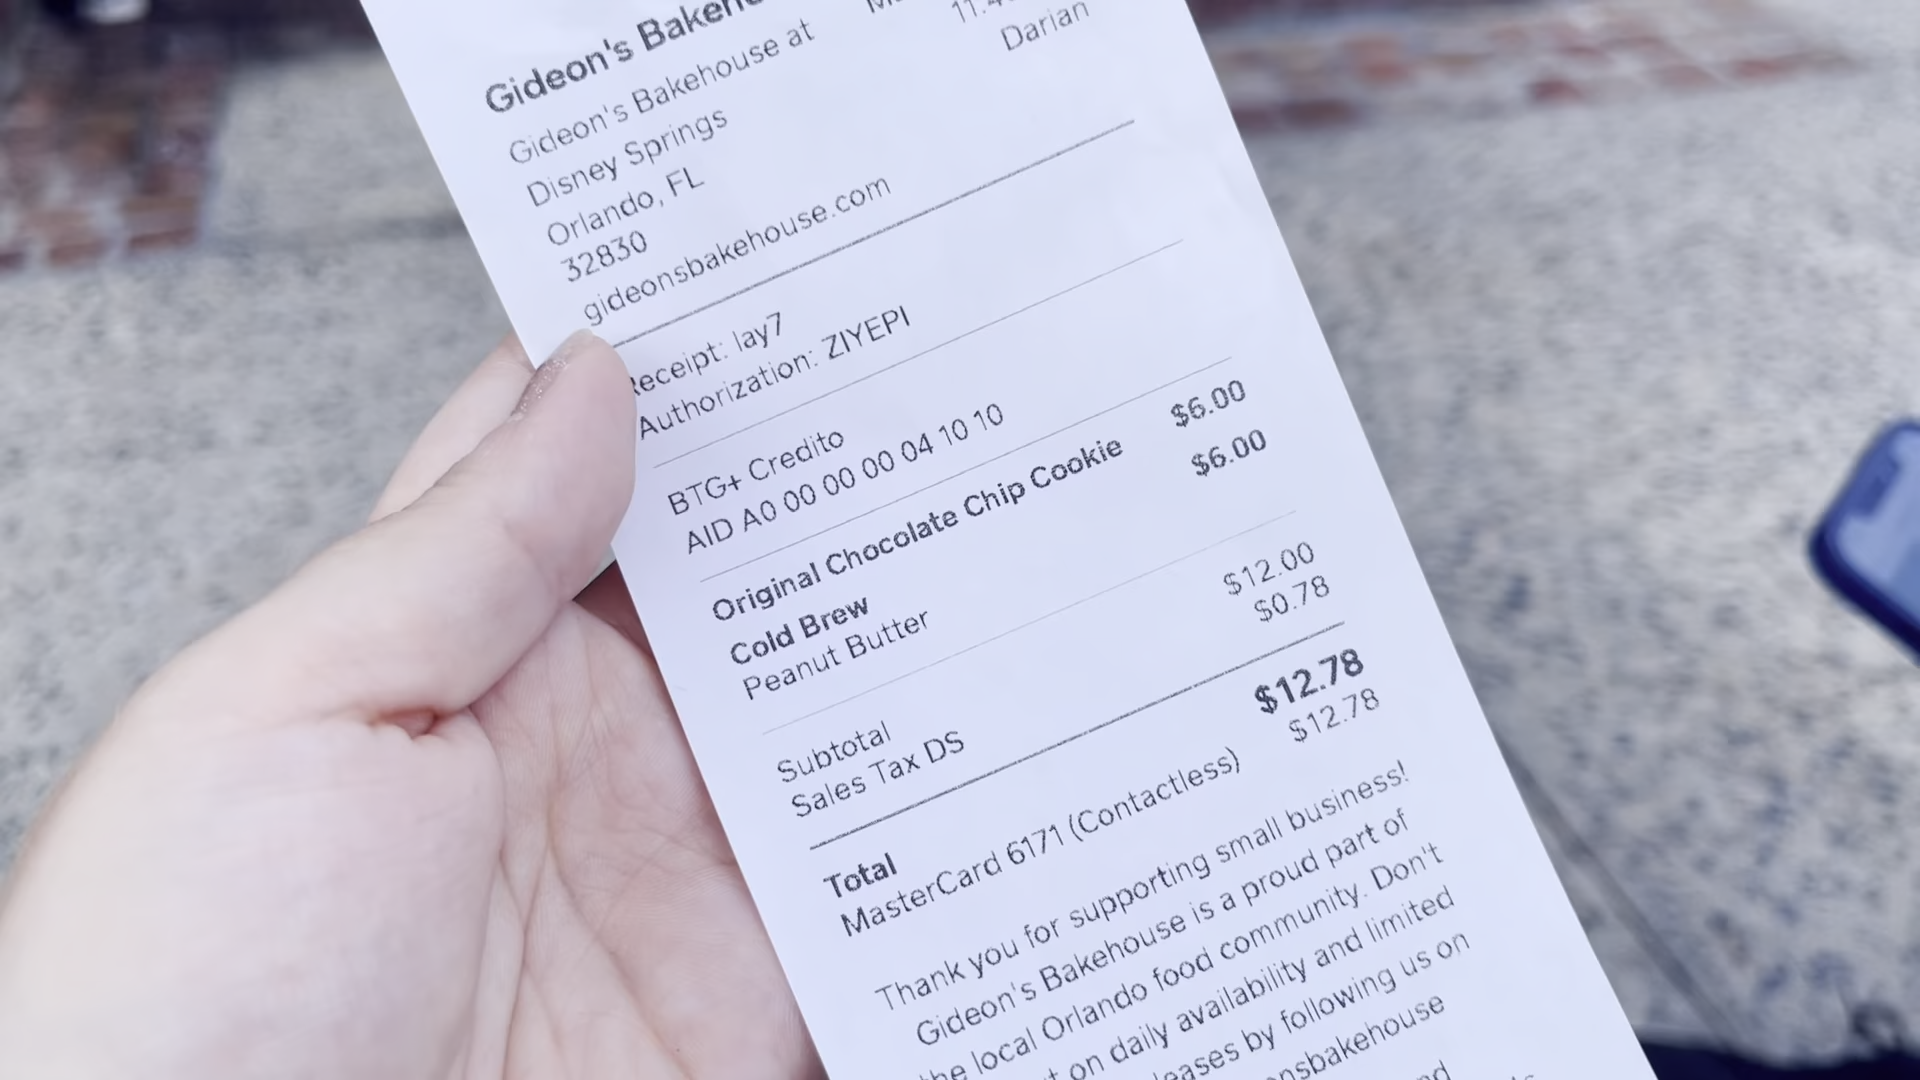 Gideon's
Gideon's Bakehouse at
Darian
Disney Springs
Orlando, FL
32830
gideonsbakehouse.com
Receipt: lay7
Authorization: ZIYEPI
BTG+ Credito
AID A0 00 00 00 04 10 10
Original Chocolate Chip Cookie $6.00
Cold Brew $6.00
Peanut Butter
Subtotal $12.00
Sales Tax DS $0.78
Total $12.78
MasterCard 6171 (Contactless) $12.78
Thank you for supporting small business!
Gideon's Bakehouse is a proud part of
local Orlando food community. Don't
on daily availability and limited
by following us on